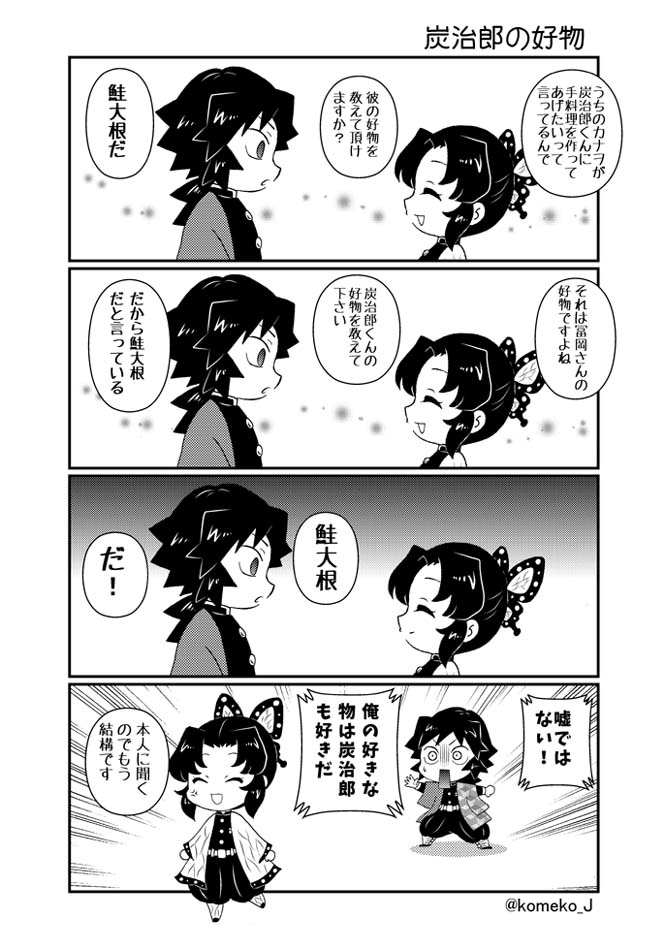 炭治郎の好物
うちのカナヲが
炭治郎くんに
手料理を作って
あげたいって
言ってるんで
彼の好物を
教えて頂け
ますか？
鮭大根だ
それは冨岡さんの
好物ですよね
炭治郎くんの
好物を教えて
下さい
だから鮭大根
だと言っている
鮭大根
だ！
嘘では
ない！
俺の好きな
物は炭治郎
も好きだ
本人に聞く
のでもう
結構です
@komeko_J